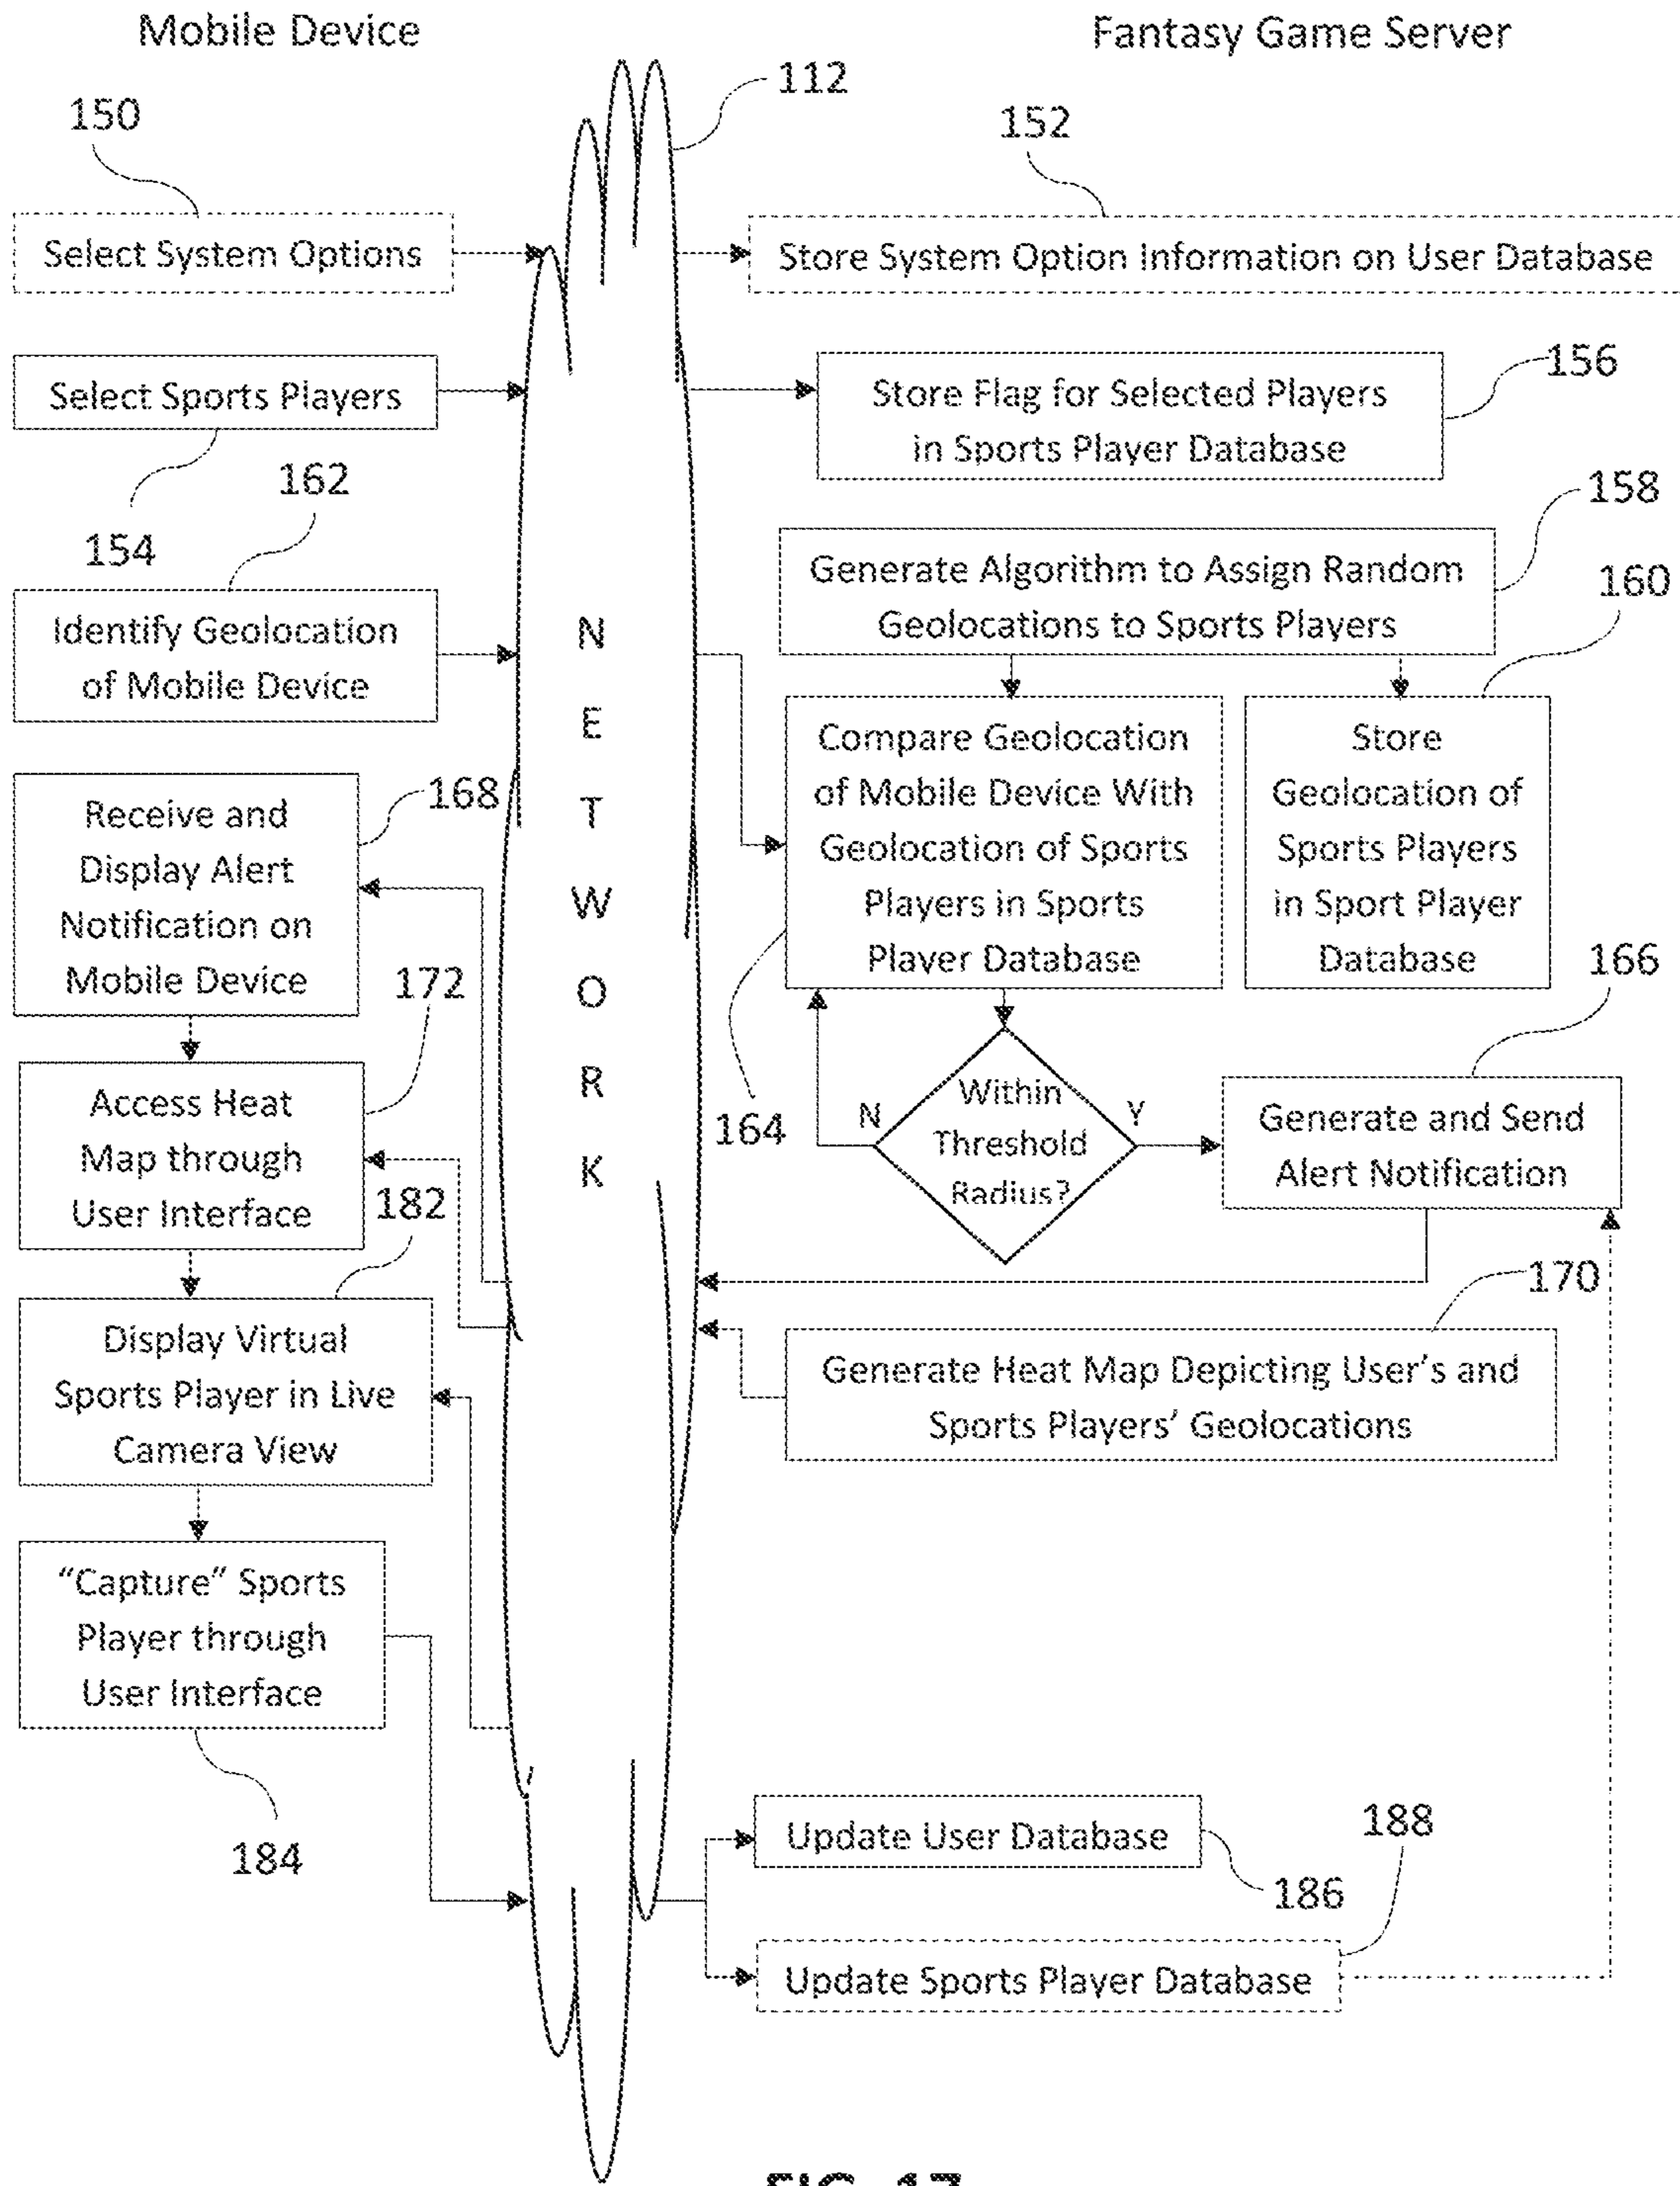 Mobile Device
Fantasy Game Server
112
150
152
Select System Options
Store System Option Information on User Database
156
Select Sports Players
Store Flag for Selected Players
in Sports Player Database
162
158
154
Generate Algorithm to Assign Random
Geolocations to Sports Players
160
Identify Geolocation
of Mobile Device
N
E
T
W
O
R
K
Compare Geolocation
of Mobile Device With
Geolocation of Sports
Players in Sports
Player Database
Store
Geolocation of
Sports Players
in Sport Player
Database
168
Receive and
Display Alert
Notification on
Mobile Device
172
166
164
Access Heat
Map through
User Interface
N
Within
Threshold
Radius?
Y
Generate and Send
Alert Notification
182
170
Display Virtual
Sports Player in Live
Camera View
Generate Heat Map Depicting User's and
Sports Players' Geolocations
“Capture” Sports
Player through
User Interface
184
Update User Database
188
186
Update Sports Player Database
FIG. 17